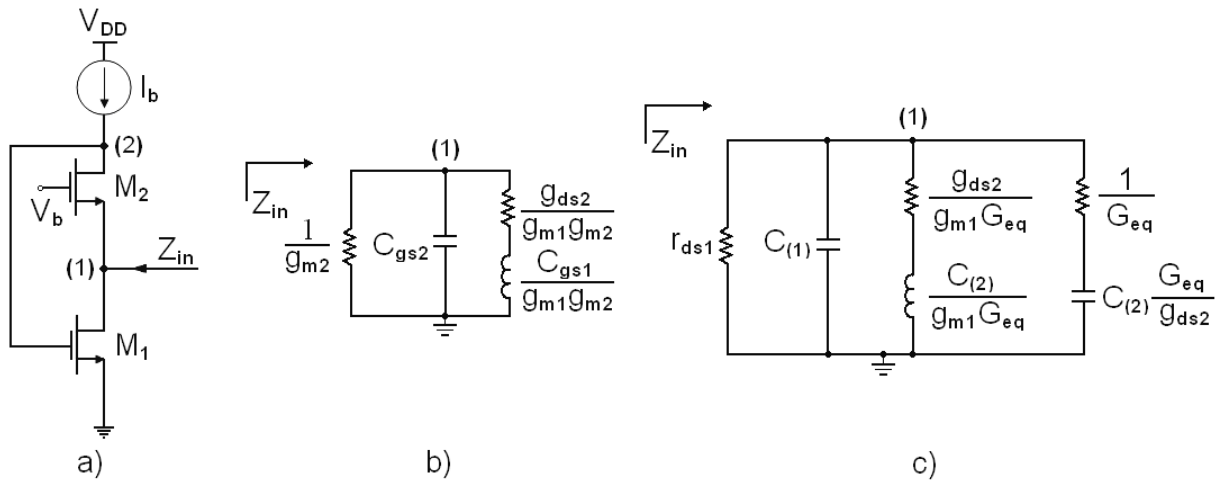 V_DD
I_b
(2)
M_2
V_b
(1)
Z_in
M_1
a)
Z_in
(1)
1/g_m2
C_gs2
g_ds2/g_m1g_m2
C_gs1/g_m1g_m2
b)
Z_in
(1)
r_ds1
C_(1)
g_ds2/g_m1G_eq
C_(2)/g_m1G_eq
1/G_eq
C_(2) G_eq/g_ds2
c)